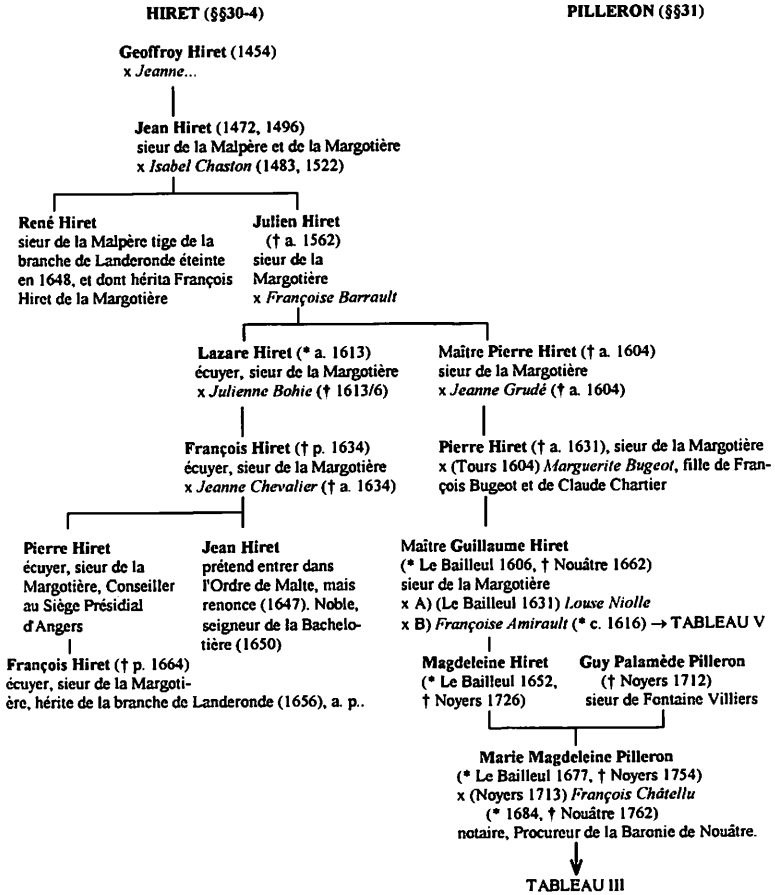 HIRET (§§30-4)
PILLERON (§§31)
Geoffroy Hiret (1454)
x Jeanne...
Jean Hiret (1472, 1496)
sieur de la Malpère et de la Margotière
x Isabel Chaston (1483, 1522)
René Hiret
sieur de la Malpère tige de la
branche de Landeronde éteinte
en 1648, et dont hérita François
Hiret de la Margotière
Julien Hiret
(† a. 1562)
sieur de la
Margotière
x Françoise Barrault
Lazare Hiret (* a. 1613)
écuyer, sieur de la Margotière
x Julienne Bohie († 1613/6)
Maître Pierre Hiret († a. 1604)
sieur de la Margotière
x Jeanne Grudé († a. 1604)
François Hiret († p. 1634)
écuyer, sieur de la Margotière
x Jeanne Chevalier († a. 1634)
Pierre Hiret († a. 1631), sieur de la Margotière
x (Tours 1604) Marguerite Bugeot, fille de Fran-
çois Bugeot et de Claude Chartier
Pierre Hiret
écuyer, sieur de la
Margotière, Conseiller
au Siège Présidial
d'Angers
Jean Hiret
prétend entrer dans
l'Ordre de Malte, mais
renonce (1647). Noble,
seigneur de la Bachelo-
tière (1650)
Maître Guillaume Hiret
(* Le Bailleul 1606, † Nouâtre 1662)
sieur de la Margotière
x A) (Le Bailleul 1631) Louse Niolle
x B) Françoise Amirault (* c. 1616) → TABLEAU V
François Hiret († p. 1664)
écuyer, sieur de la Margoti-
ère, hérite de la branche de Landeronde (1656), a. p..
Magdeleine Hiret
(* Le Bailleul 1652,
† Noyers 1726)
Guy Palamède Pilleron
(† Noyers 1712)
sieur de Fontaine Villiers
Marie Magdeleine Pilleron
(* Le Bailleul 1677, † Noyers 1754)
x (Noyers 1713) François Châtellu
(* 1684, † Nouâtre 1762)
notaire, Procureur de la Baronie de Nouâtre.
TABLEAU III